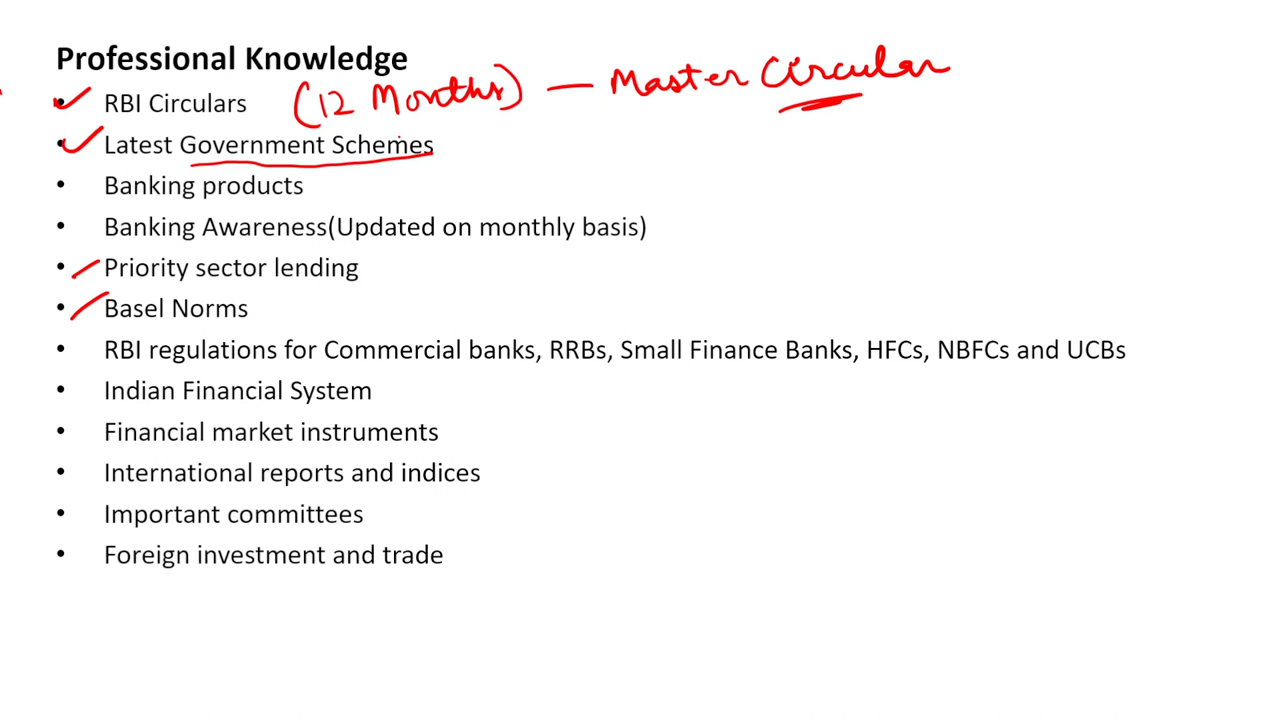 Professional Knowledge
• RBI Circulars (12 Months) — Master Circular
• Latest Government Schemes
• Banking products
• Banking Awareness(Updated on monthly basis)
• Priority sector lending
• Basel Norms
• RBI regulations for Commercial banks, RRBs, Small Finance Banks, HFCs, NBFCs and UCBs
• Indian Financial System
• Financial market instruments
• International reports and indices
• Important committees
• Foreign investment and trade